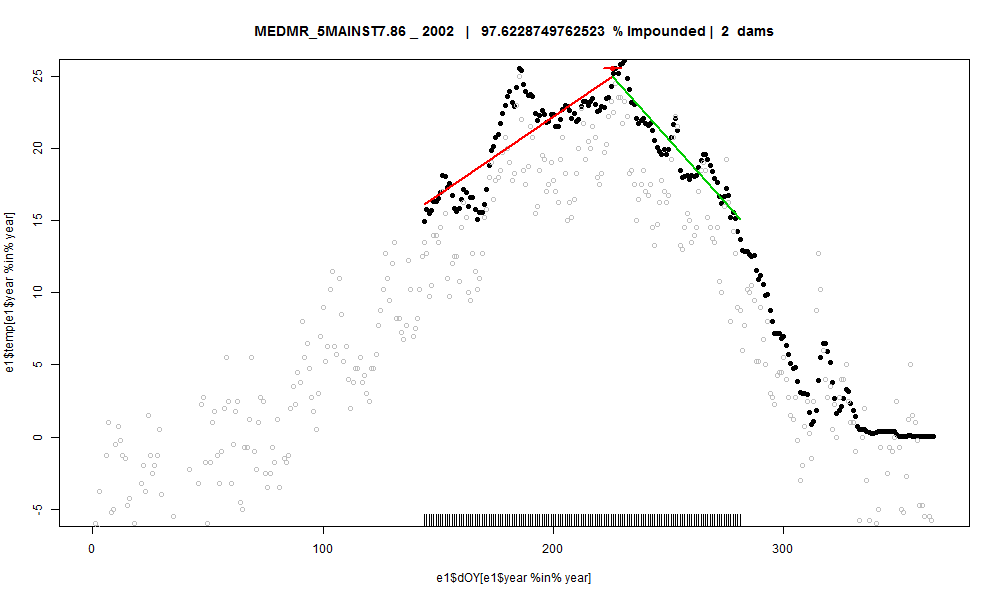 MEDMR_5MAINST7.86 _ 2002 | 97.6228749762523 % Impounded | 2 dams
e1$temp[e1$year %in% year]
25
20
15
10
5
0
-5
0 100 200 300
e1$dOY[e1$year %in% year]